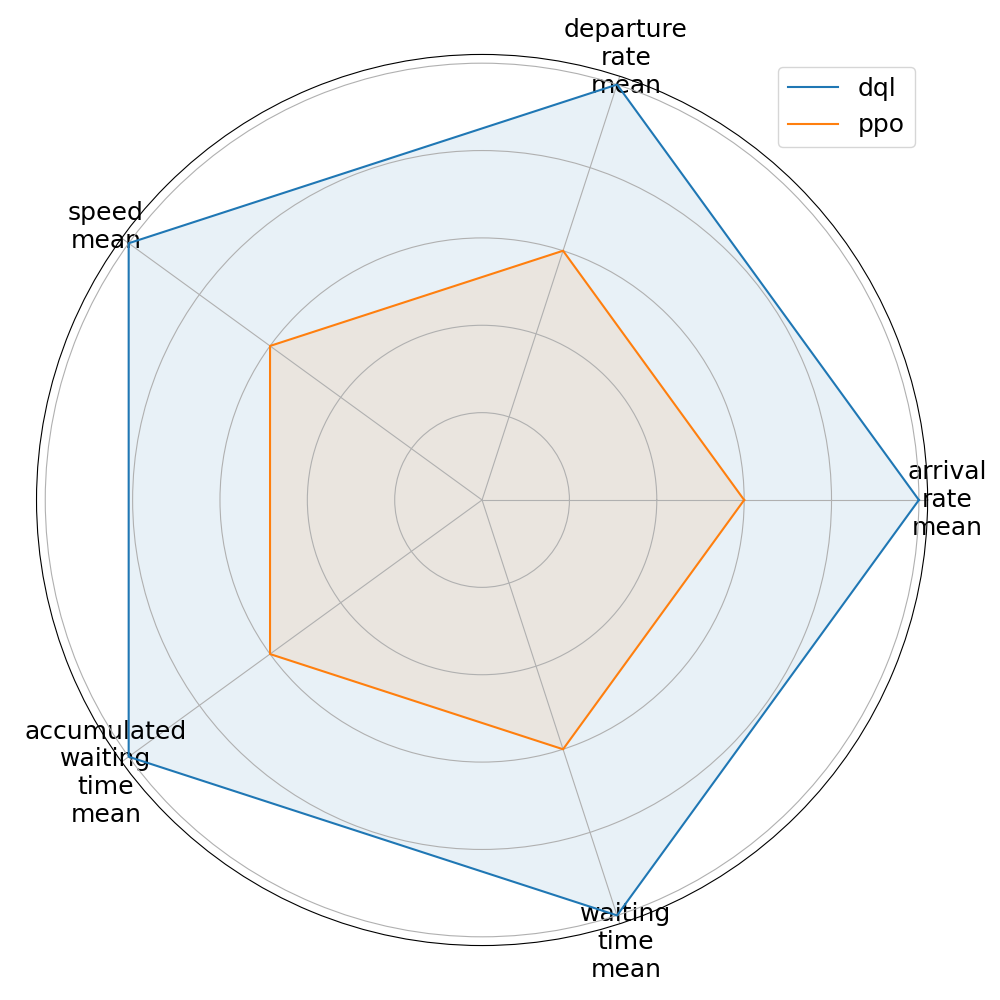 departure
rate
mean
dql
ppo
speed
mean
arrival
rate
mean
accumulated
waiting
time
mean
waiting
time
mean